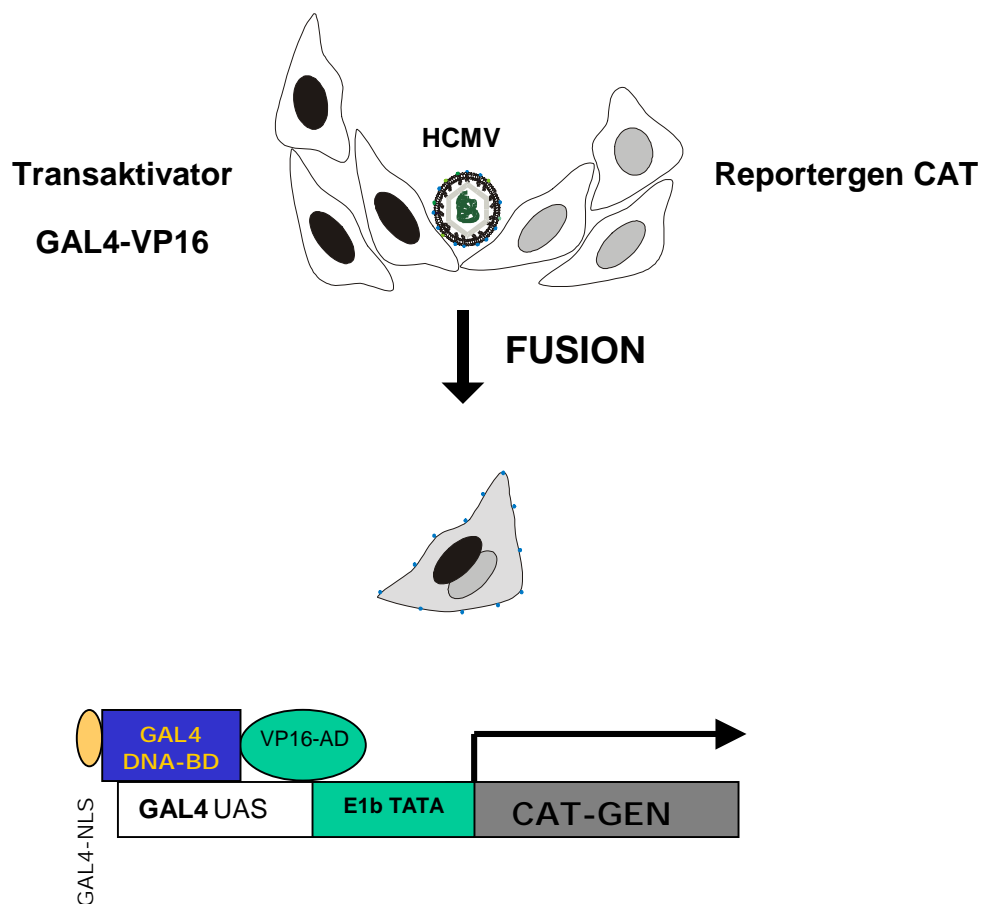 HCMV
Transaktivator
GAL4-VP16
Reportergen CAT
FUSION
GAL4
DNA-BD
VP16-AD
GAL4-NLS
GAL4 UAS
E1b TATA
CAT-GEN